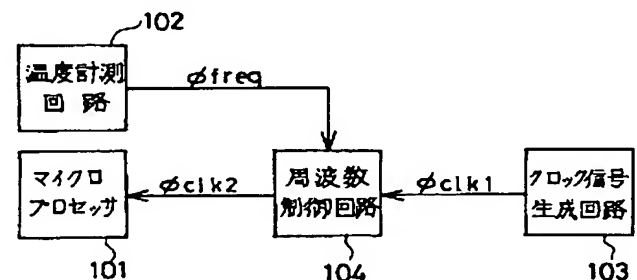 102
温度計測
回路
φfreq
マイクロ
プロセッサ
φclk2
周波数
制御回路
φclk1
クロック信号
生成回路
101
104
103